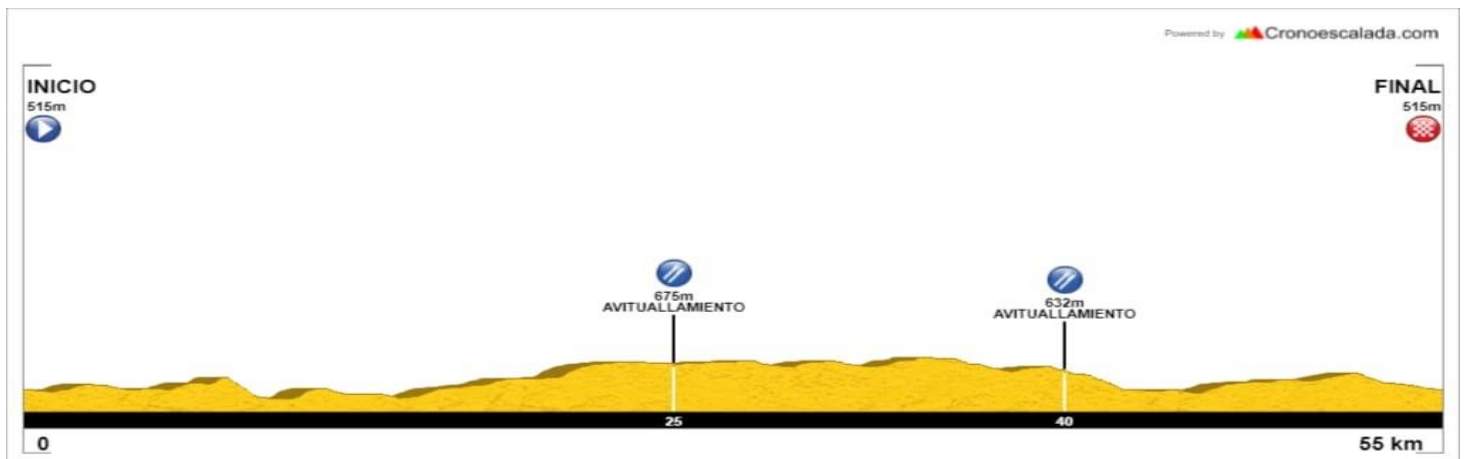 Powered by Cronoescalada.com
INICIO
515m
FINAL
515m
675m
AVITUALLAMIENTO
632m
AVITUALLAMIENTO
25
40
0
55 km